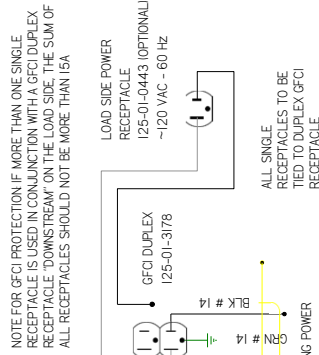 NOTE FOR GFCI PROTECTION IF MORE THAN ONE SINGLE
RECEPTACLE IS USED IN CONJUNCTION WITH A GFCI DUPLEX
RECEPTACLE "DOWNSTREAM" ON THE LOAD SIDE, THE SUM OF
ALL RECEPTACLES SHOULD NOT BE MORE THAN 15A
LOAD SIDE POWER
RECEPTACLE
125-01-0443 (OPTIONAL)
~120 VAC - 60 Hz
GFCI DUPLEX
125-01-3178
ALL SINGLE
RECEPTACLES TO BE
TIED TO DUPLEX GFCI
RECEPTACLE
BLK # 14
GRN # 14
NG POWER